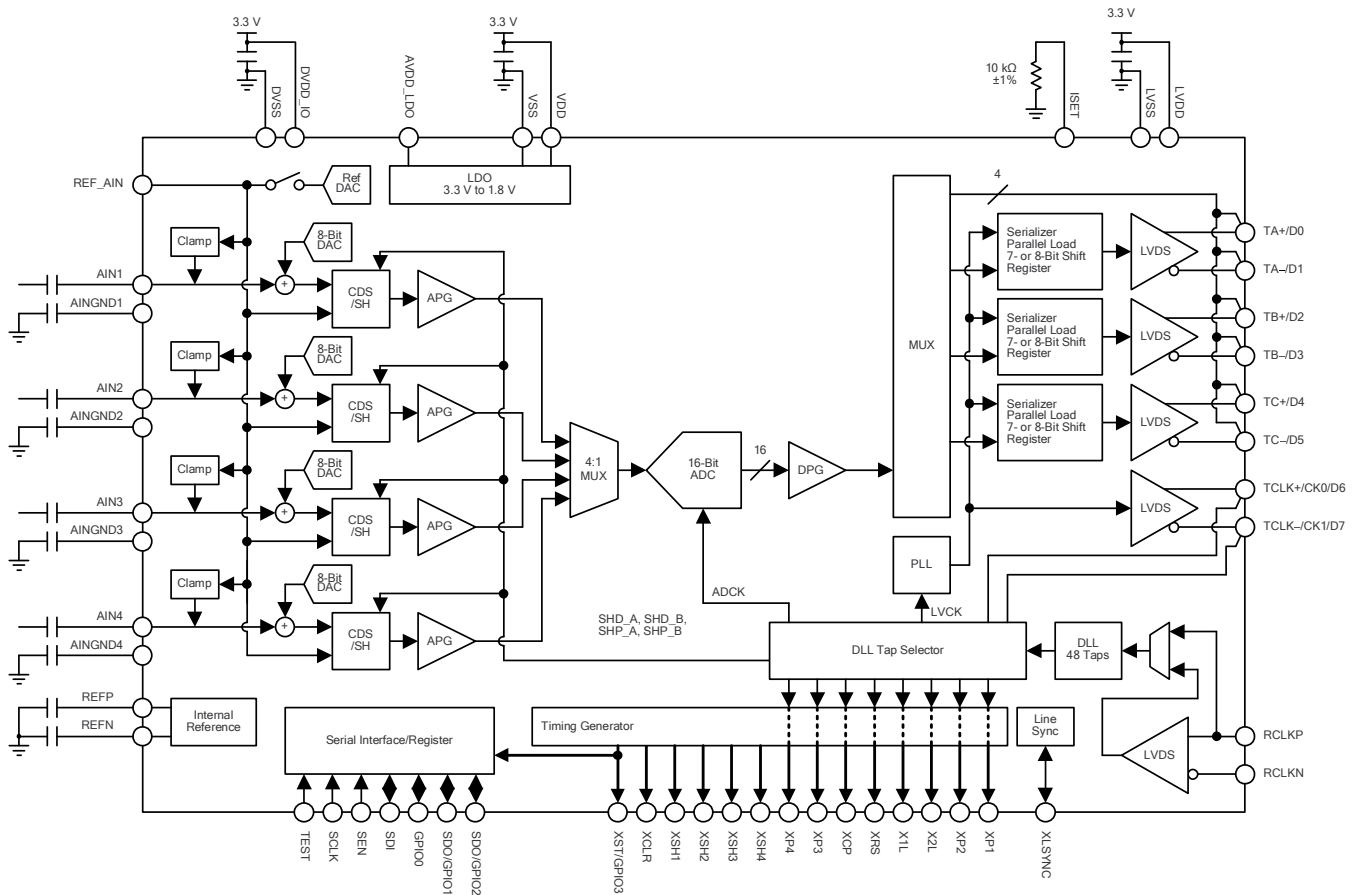 3.3 V
3.3 V
10 kΩ
±1%
3.3 V
DVSS
DVDD_IO
AVDD_LDO
VSS
VDD
ISET
LVSS
LVDD
REF_AIN
Ref
DAC
LDO
3.3 V to 1.8 V
4
Clamp
8-Bit
DAC
AIN1
AINGND1
+
CDS
/SH
APG
Clamp
8-Bit
DAC
AIN2
AINGND2
+
CDS
/SH
APG
Clamp
8-Bit
DAC
AIN3
AINGND3
+
CDS
/SH
APG
Clamp
8-Bit
DAC
AIN4
AINGND4
+
CDS
/SH
APG
4:1
MUX
16-Bit
ADC
16
DPG
MUX
Serializer
Parallel Load
7- or 8-Bit Shift
Register
LVDS
TA+/D0
TA–/D1
Serializer
Parallel Load
7- or 8-Bit Shift
Register
LVDS
TB+/D2
TB–/D3
Serializer
Parallel Load
7- or 8-Bit Shift
Register
LVDS
TC+/D4
TC–/D5
LVDS
TCLK+/CK0/D6
TCLK–/CK1/D7
PLL
ADCK
LVCK
SHD_A, SHD_B,
SHP_A, SHP_B
DLL Tap Selector
DLL
48 Taps
REFP
REFN
Internal
Reference
Serial Interface/Register
Timing Generator
Line
Sync
LVDS
RCLKP
RCLKN
TEST
SCLK
SEN
SDI
GPIO0
SDO/GPIO1
SDO/GPIO2
XST/GPIO3
XCLR
XSH1
XSH2
XSH3
XSH4
XP4
XP3
XCP
XRS
X1L
X2L
XP2
XP1
XLSYNC